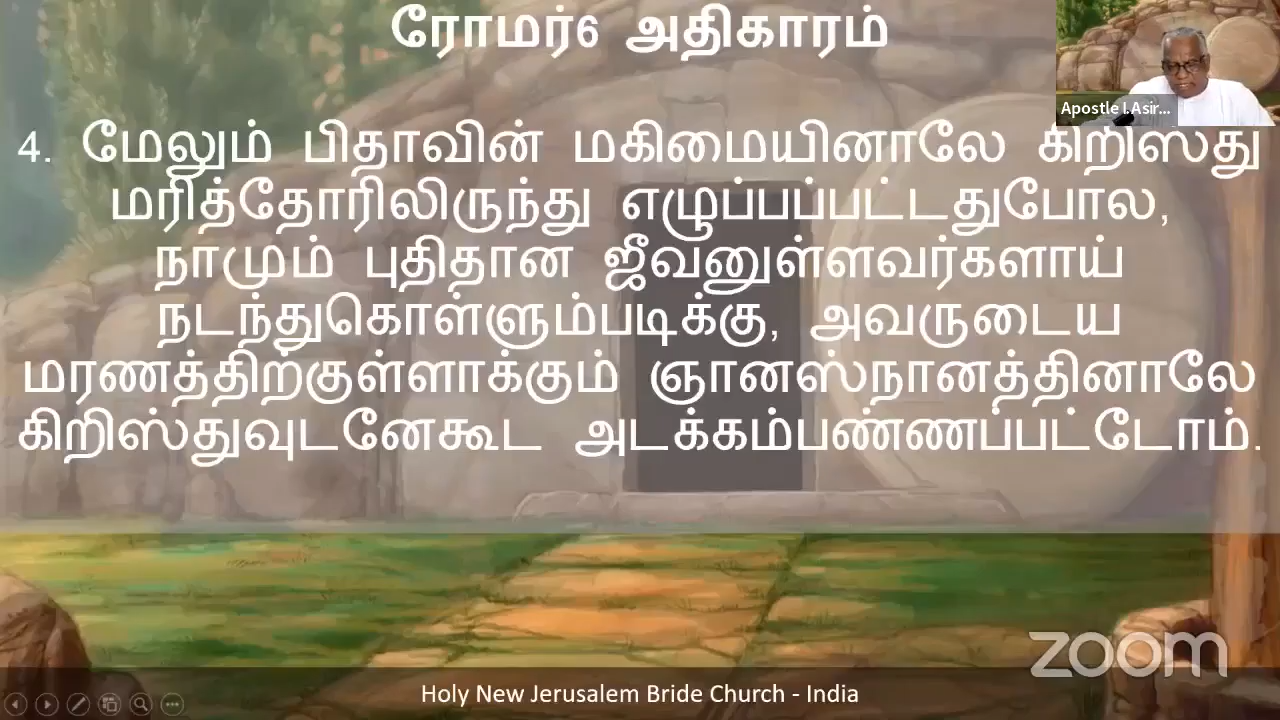 ரோமர்6 அதிகாரம்
Apostle I.Asir...
4. மேலும் பிதாவின் மகிமையினாலே கிறிஸ்து
மரித்தோரிலிருந்து எழுப்பப்பட்டதுபோல,
நாமும் புதிதான ஜீவனுள்ளவர்களாய்
நடந்துகொள்ளும்படிக்கு, அவருடைய
மரணத்திற்குள்ளாக்கும் ஞானஸ்நானத்தினாலே
கிறிஸ்துவுடனேகூட அடக்கம்பண்ணப்பட்டோம்.
zoom
Holy New Jerusalem Bride Church - India